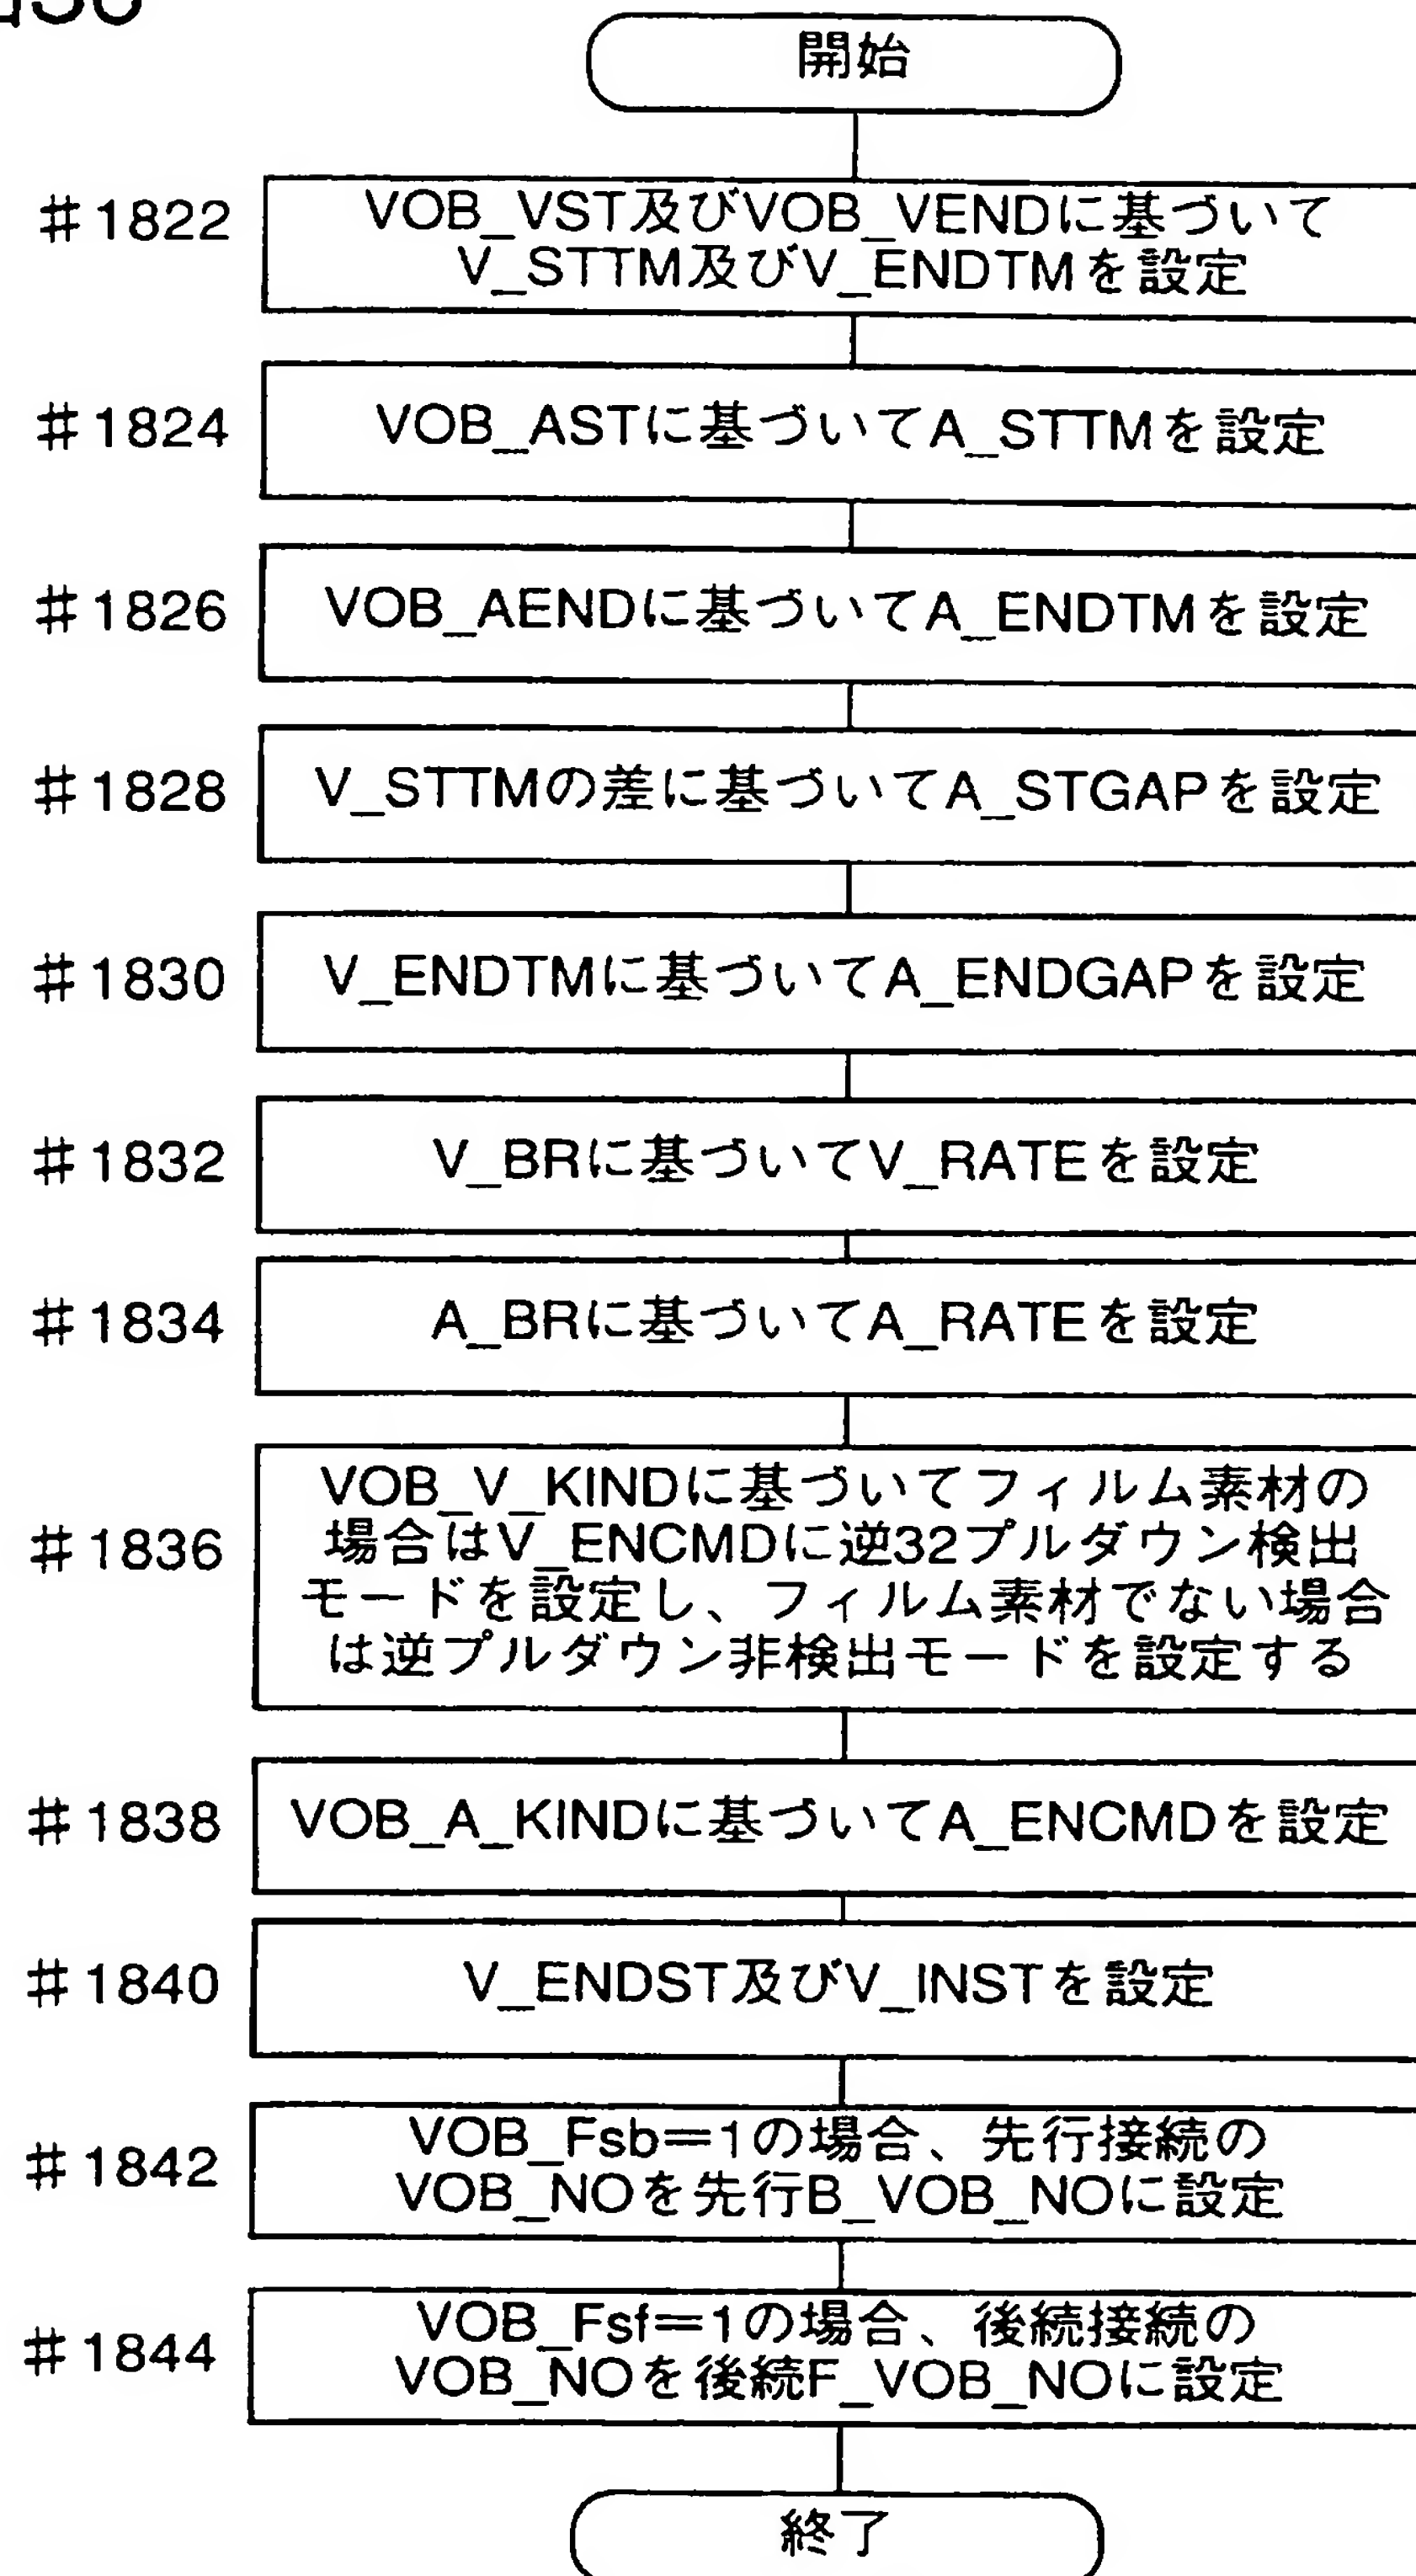 開始
#1822
VOB_VST及びVOB_VENDに基づいて
V_STTM及びV_ENDTMを設定
#1824
VOB_ASTに基づいてA_STTMを設定
#1826
VOB_AENDに基づいてA_ENDTMを設定
#1828
V_STTMの差に基づいてA_STGAPを設定
#1830
V_ENDTMに基づいてA_ENDGAPを設定
#1832
V_BRに基づいてV_RATEを設定
#1834
A_BRに基づいてA_RATEを設定
#1836
VOB_V_KINDに基づいてフィルム素材の
場合はV_ENCMDに逆32プルダウン検出
モードを設定し、フィルム素材でない場合
は逆プルダウン非検出モードを設定する
#1838
VOB_A_KINDに基づいてA_ENCMDを設定
#1840
V_ENDST及びV_INSTを設定
#1842
VOB_Fsb=1の場合、先行接続の
VOB_NOを先行B_VOB_NOに設定
#1844
VOB_Fsf=1の場合、後続接続の
VOB_NOを後続F_VOB_NOに設定
終了